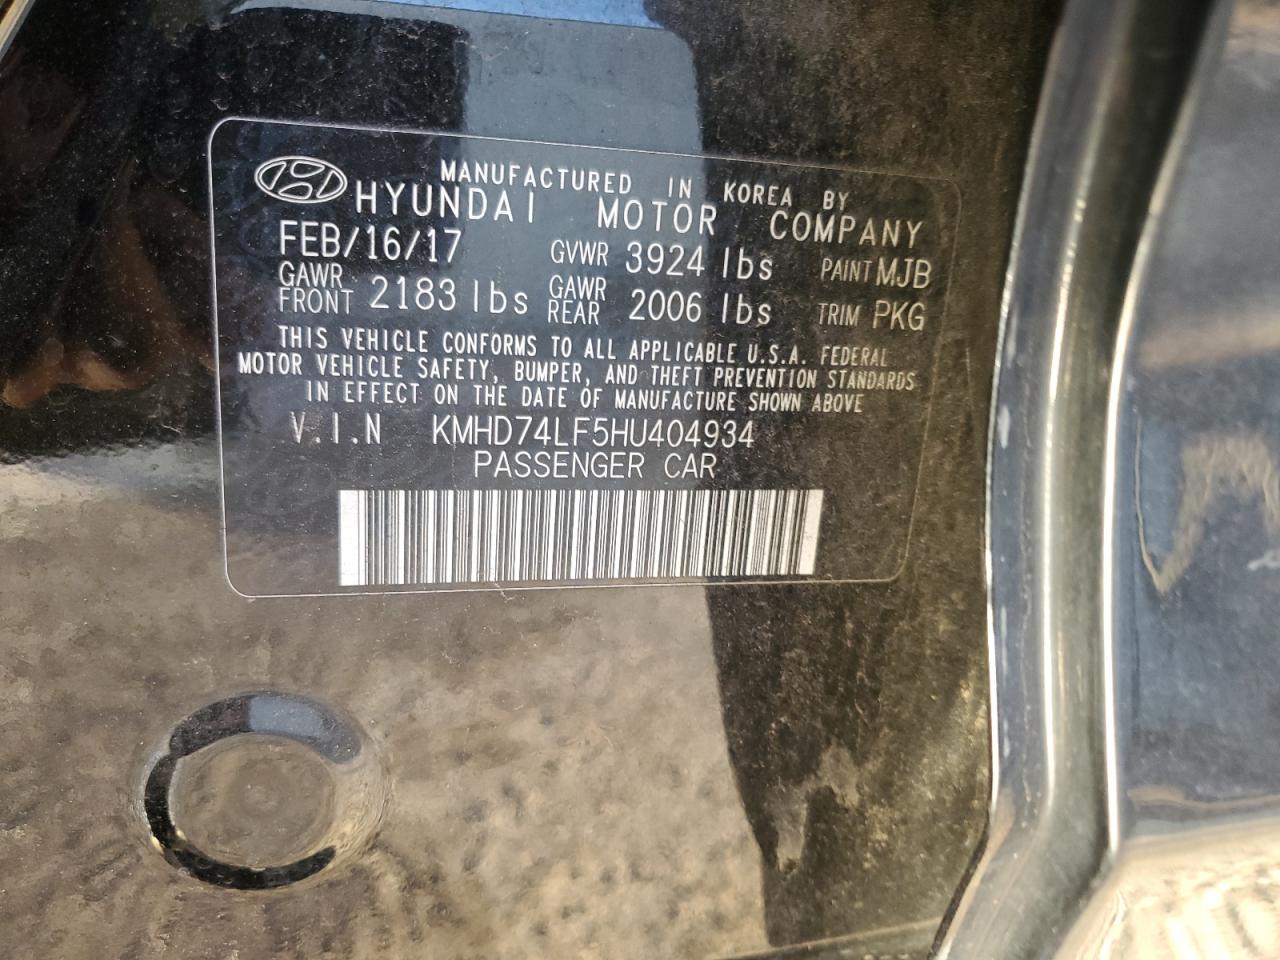 MANUFACTURED IN KOREA BY
HYUNDAI MOTOR COMPANY
FEB/16/17 GVWR 3924 lbs PAINT MJB
GAWR FRONT 2183 lbs GAWR REAR 2006 lbs TRIM PKG
THIS VEHICLE CONFORMS TO ALL APPLICABLE U.S.A. FEDERAL
MOTOR VEHICLE SAFETY, BUMPER, AND THEFT PREVENTION STANDARDS
IN EFFECT ON THE DATE OF MANUFACTURE SHOWN ABOVE
V.I.N KMHD74LF5HU404934
PASSENGER CAR